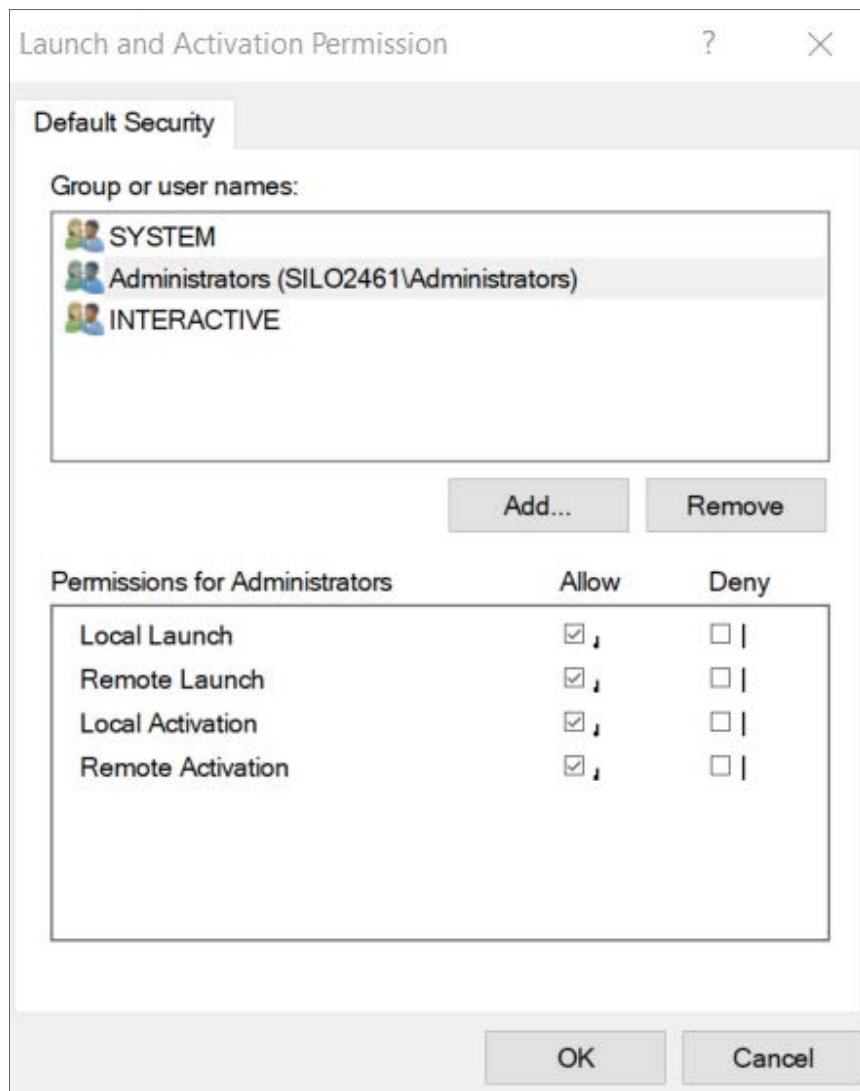 Launch and Activation Permission ?
Default Security
Group or user names:
SYSTEM
Administrators (SILO2461\Administrators)
INTERACTIVE
Add... Remove
Permissions for Administrators Allow Deny
Local Launch
Remote Launch
Local Activation
Remote Activation
OK Cancel